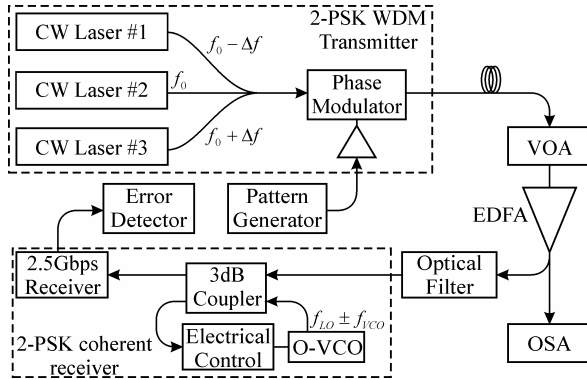 CW Laser #1
CW Laser #2
CW Laser #3
f0 − Δf
f0
f0 + Δf
2-PSK WDM
Transmitter
Phase
Modulator
VOA
EDFA
Error
Detector
Pattern
Generator
2.5Gbps
Receiver
3dB
Coupler
Optical
Filter
fLO ± fVCO
2-PSK coherent
receiver
Electrical
Control
O-VCO
OSA